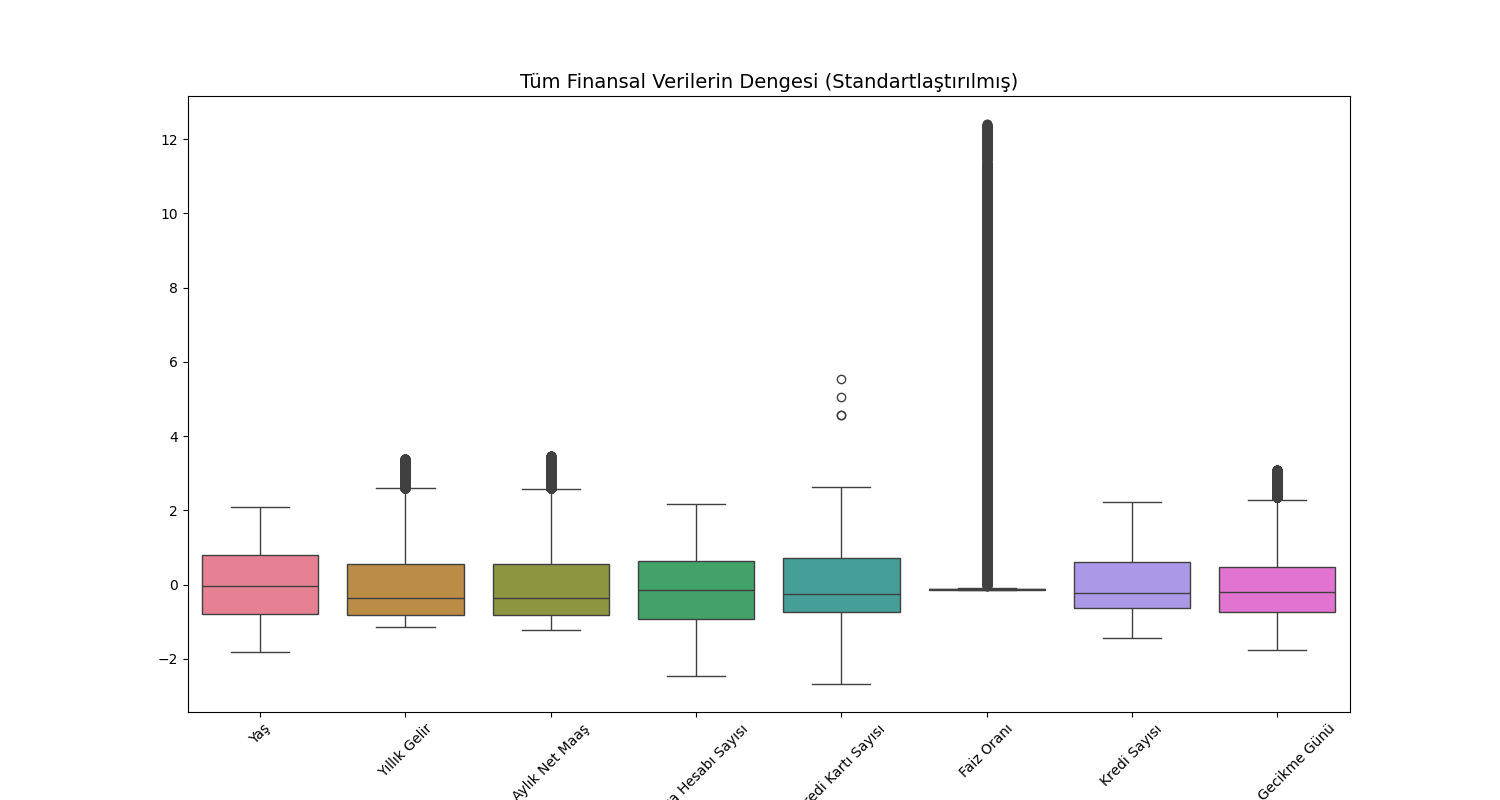 Tüm Finansal Verilerin Dengesi (Standartlaştırılmış)
12
10
8
6
4
2
0
−2
Yaş
Yıllık Gelir
Aylık Net Maaş
Hesabı Sayısı
Kartı Sayısı
Faiz Oranı
Kredi Sayısı
Gecikme Günü